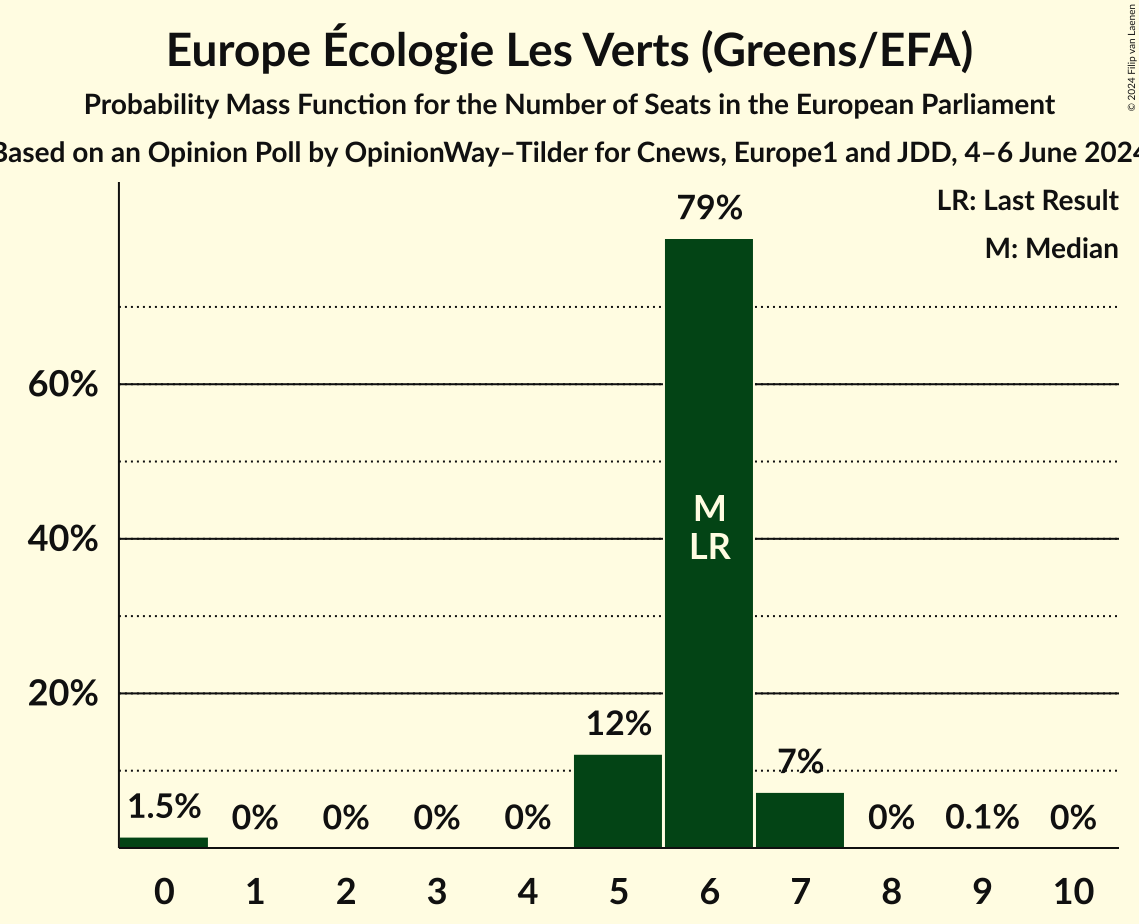 Europe Écologie Les Verts (Greens/EFA)
Probability Mass Function for the Number of Seats in the European Parliament
Based on an Opinion Poll by OpinionWay–Tilder for Cnews, Europe1 and JDD, 4–6 June 2024
© 2024 Filip van Laenen
LR: Last Result
M: Median
79%
60%
40%
20%
M
LR
12%
7%
1.5%
0%
0%
0%
0%
0%
0.1%
0%
0 1 2 3 4 5 6 7 8 9 10